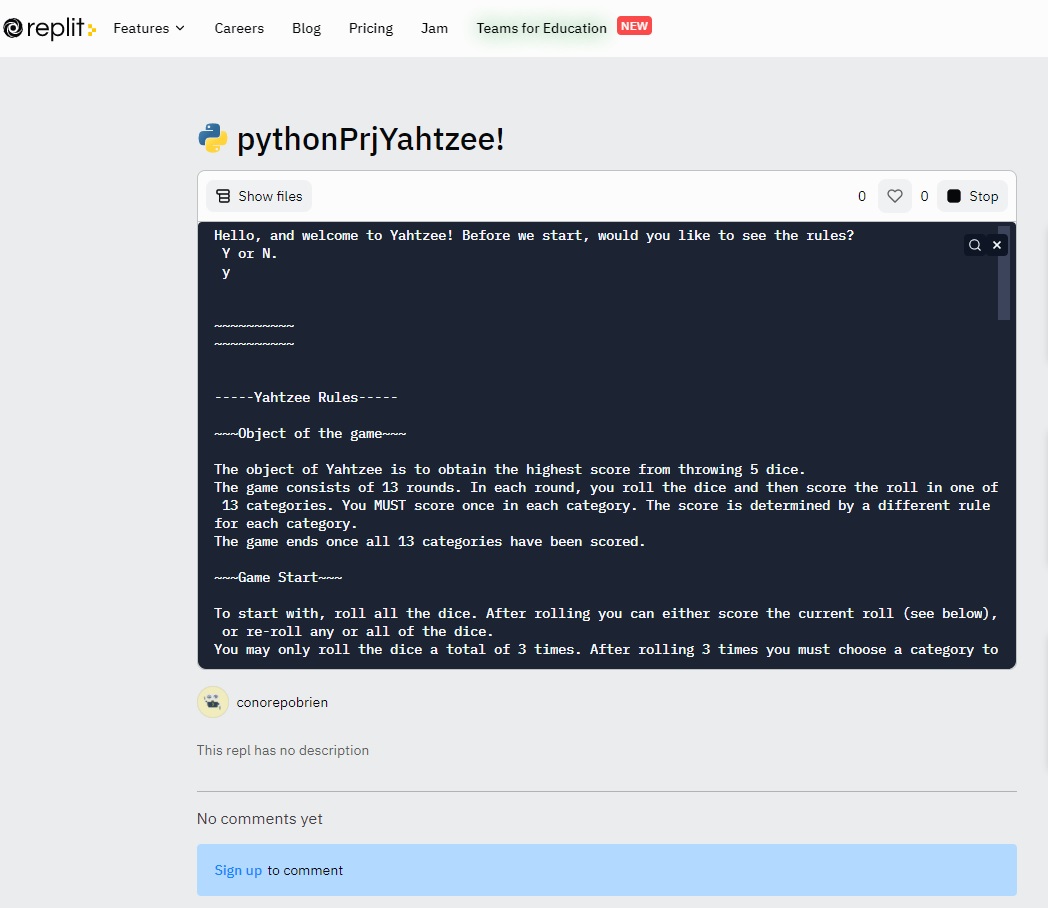 replit Features Careers Blog Pricing Jam Teams for Education NEW
pythonPrjYahtzee!
Show files 0 0 Stop
Hello, and welcome to Yahtzee! Before we start, would you like to see the rules?
Y or N.
y
~~~~~~~~~~
~~~~~~~~~~
-----Yahtzee Rules-----
~~~Object of the game~~~
The object of Yahtzee is to obtain the highest score from throwing 5 dice.
The game consists of 13 rounds. In each round, you roll the dice and then score the roll in one of
13 categories. You MUST score once in each category. The score is determined by a different rule
for each category.
The game ends once all 13 categories have been scored.
~~~Game Start~~~
To start with, roll all the dice. After rolling you can either score the current roll (see below),
or re-roll any or all of the dice.
You may only roll the dice a total of 3 times. After rolling 3 times you must choose a category to
conorepobrien
This repl has no description
No comments yet
Sign up to comment